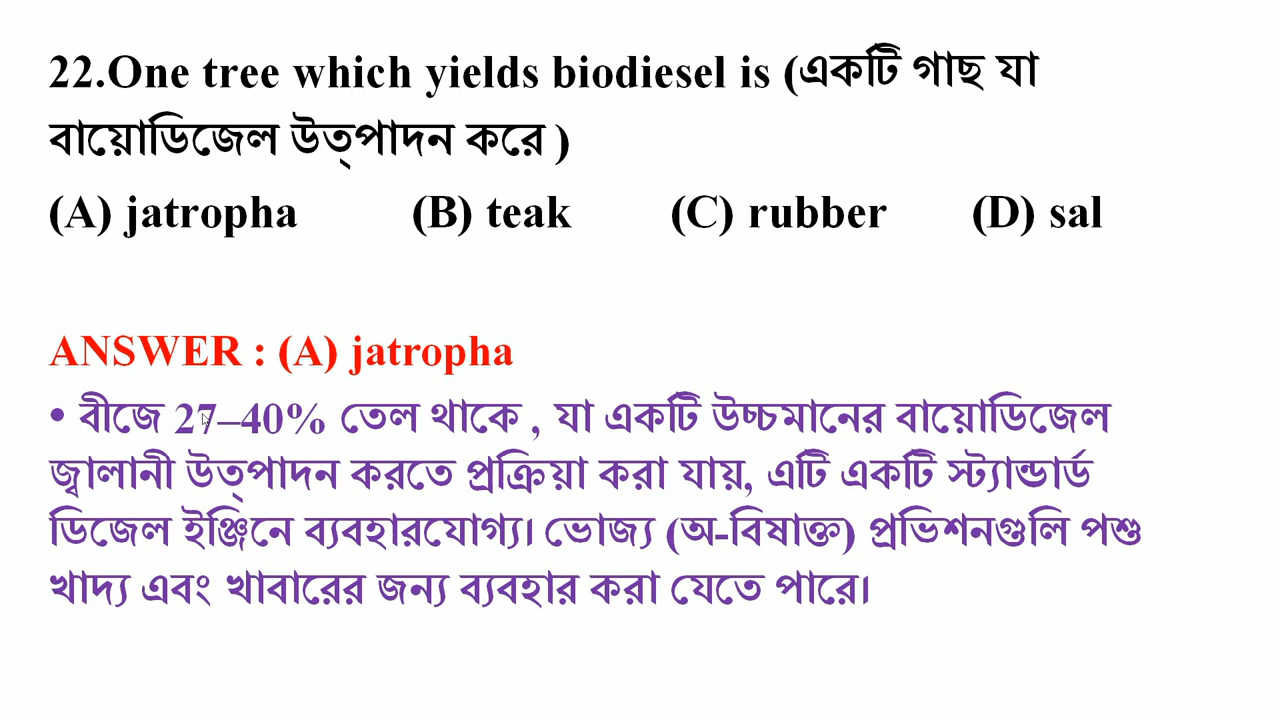 22.One tree which yields biodiesel is (একটি গাছ যা
বায়োডিজেল উত্পাদন করে )
(A) jatropha (B) teak (C) rubber (D) sal
ANSWER : (A) jatropha
• বীজে 27–40% তেল থাকে , যা একটি উচ্চমানের বায়োডিজেল
জ্বালানী উত্পাদন করতে প্রক্রিয়া করা যায়, এটি একটি স্ট্যান্ডার্ড
ডিজেল ইঞ্জিনে ব্যবহারযোগ্য। ভোজ্য (অ-বিষাক্ত) প্রভিশনগুলি পশু
খাদ্য এবং খাবারের জন্য ব্যবহার করা যেতে পারে।